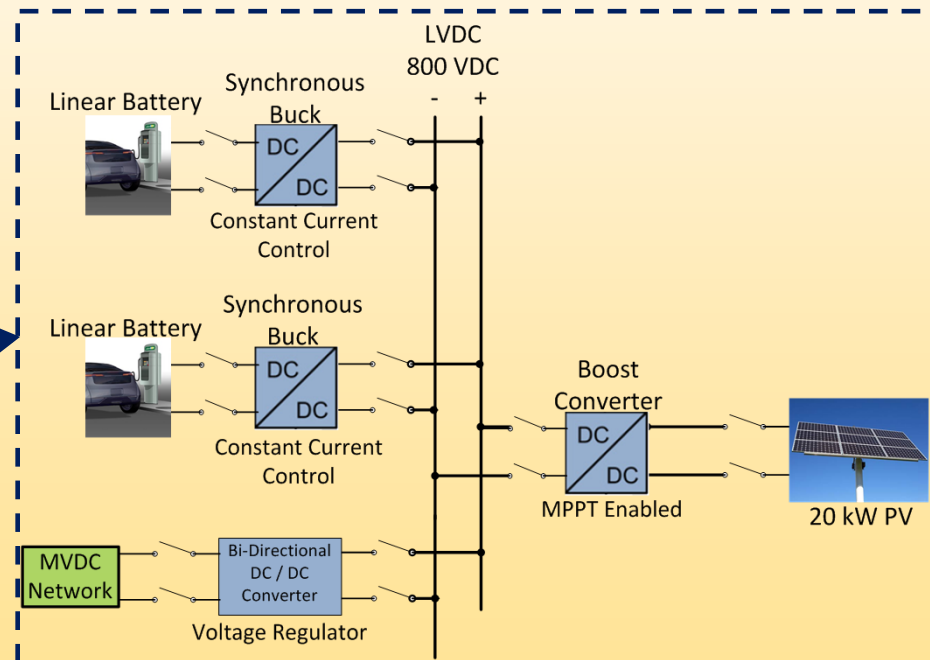 LVDC
800 VDC
- +
Linear Battery
Synchronous
Buck
DC
DC
Constant Current
Control
Linear Battery
Synchronous
Buck
DC
DC
Constant Current
Control
Boost
Converter
DC
DC
MPPT Enabled
20 kW PV
MVDC
Network
Bi-Directional
DC / DC
Converter
Voltage Regulator